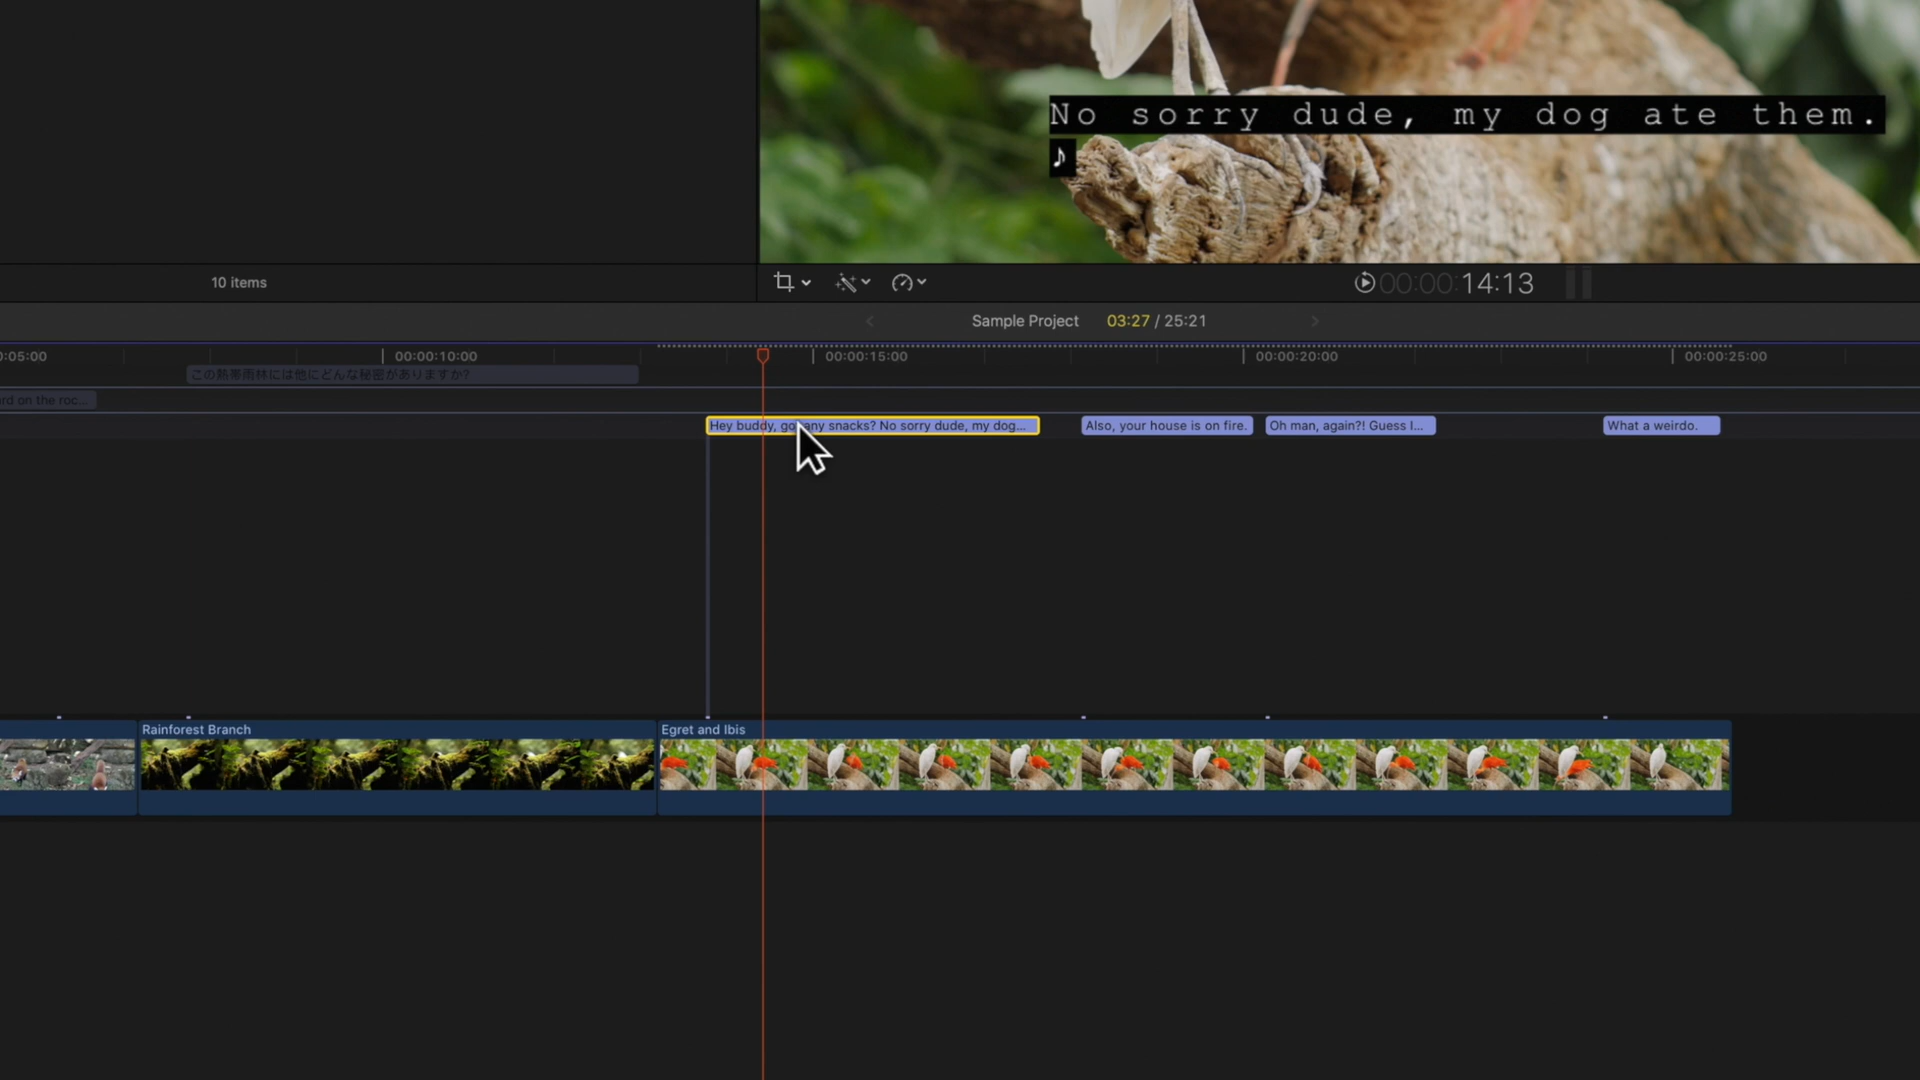 No sorry dude, my dog ate them.
♪
10 items
00:00:14:13
Sample Project 03:27 / 25:21
0:05:00 00:00:10:00 00:00:15:00 00:00:20:00 00:00:25:00
この熱帯雨林には他にどんな秘密がありますか?
rd on the roc...
Hey buddy, got any snacks? No sorry dude, my dog... Also, your house is on fire. Oh man, again?! Guess I... What a weirdo.
Rainforest Branch Egret and Ibis